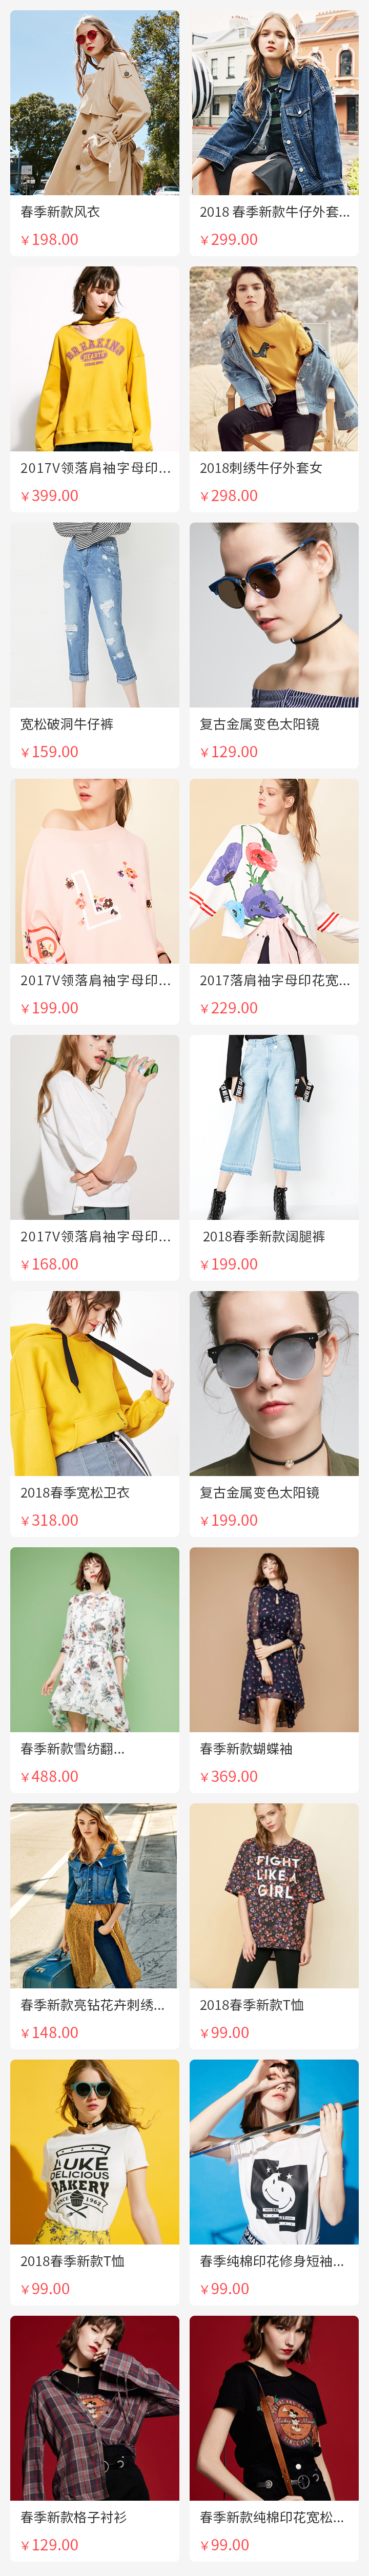 春季新款风衣
¥198.00
2018 春季新款牛仔外套...
¥299.00
BREAKING
HEARTS
2017V领落肩袖字母印...
¥399.00
2018刺绣牛仔外套女
¥298.00
宽松破洞牛仔裤
¥159.00
复古金属变色太阳镜
¥129.00
2017V领落肩袖字母印...
¥199.00
2017落肩袖字母印花宽...
¥229.00
2017V领落肩袖字母印...
¥168.00
2018春季新款阔腿裤
¥199.00
2018春季宽松卫衣
¥318.00
复古金属变色太阳镜
¥199.00
春季新款雪纺翻...
¥488.00
春季新款蝴蝶袖
¥369.00
春季新款亮钻花卉刺绣...
¥148.00
FIGHT
LIKE A
GIRL
2018春季新款T恤
¥99.00
LUKE
DELICIOUS
BAKERY
SINCE 1962
2018春季新款T恤
¥99.00
春季纯棉印花修身短袖...
¥99.00
春季新款格子衬衫
¥129.00
春季新款纯棉印花宽松...
¥99.00